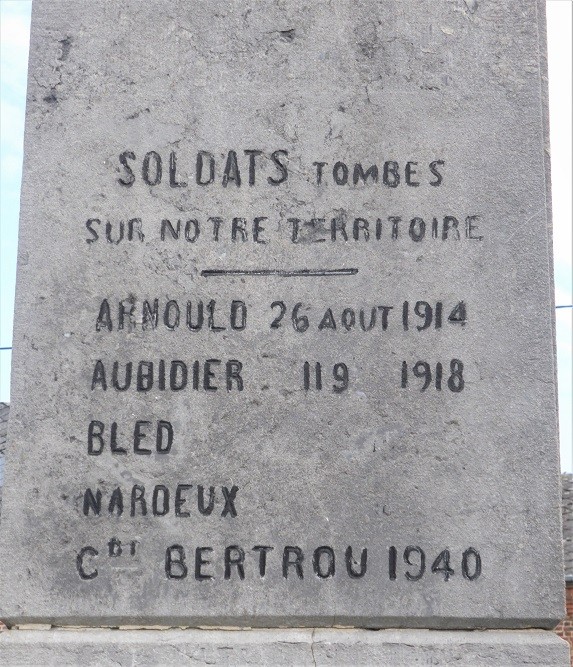 SOLDATS TOMBES
SUR NOTRE TERRITOIRE
ARNOULD 26 AOUT 1914
AUBIDIER 11 9 1918
BLED
NARDEUX
Cdt BERTROU 1940